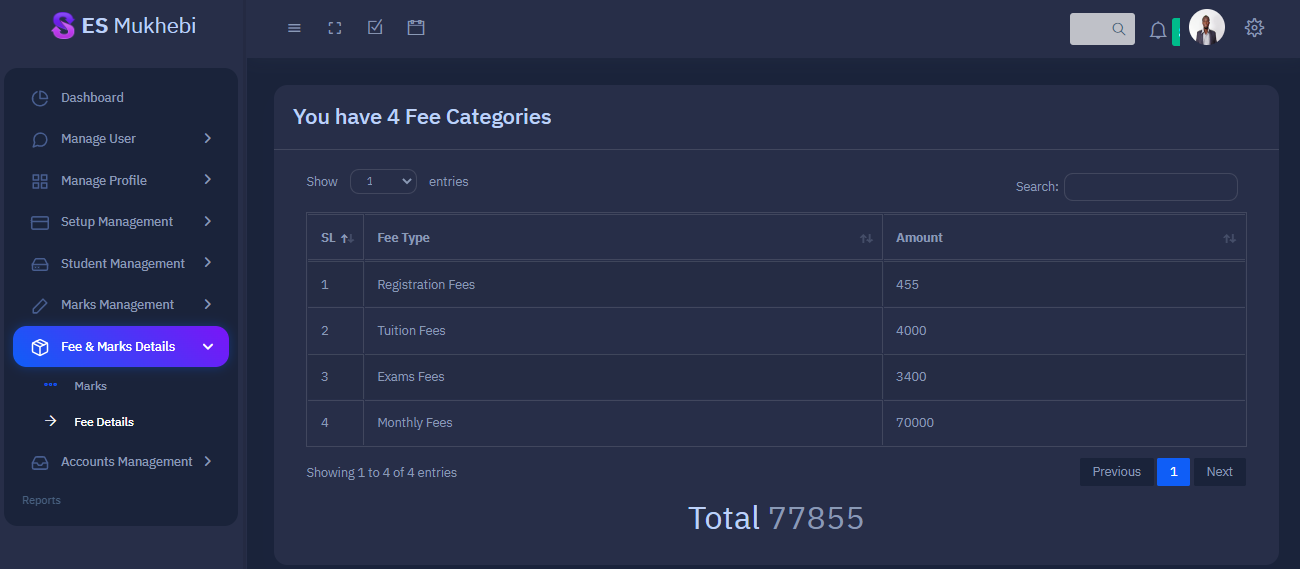 ES Mukhebi
Dashboard
Manage User
Manage Profile
Setup Management
Student Management
Marks Management
Fee & Marks Details
Marks
Fee Details
Accounts Management
Reports
You have 4 Fee Categories
Show 1 entries
Search:
SL Fee Type Amount
1 Registration Fees 455
2 Tuition Fees 4000
3 Exams Fees 3400
4 Monthly Fees 70000
Showing 1 to 4 of 4 entries
Previous 1 Next
Total 77855